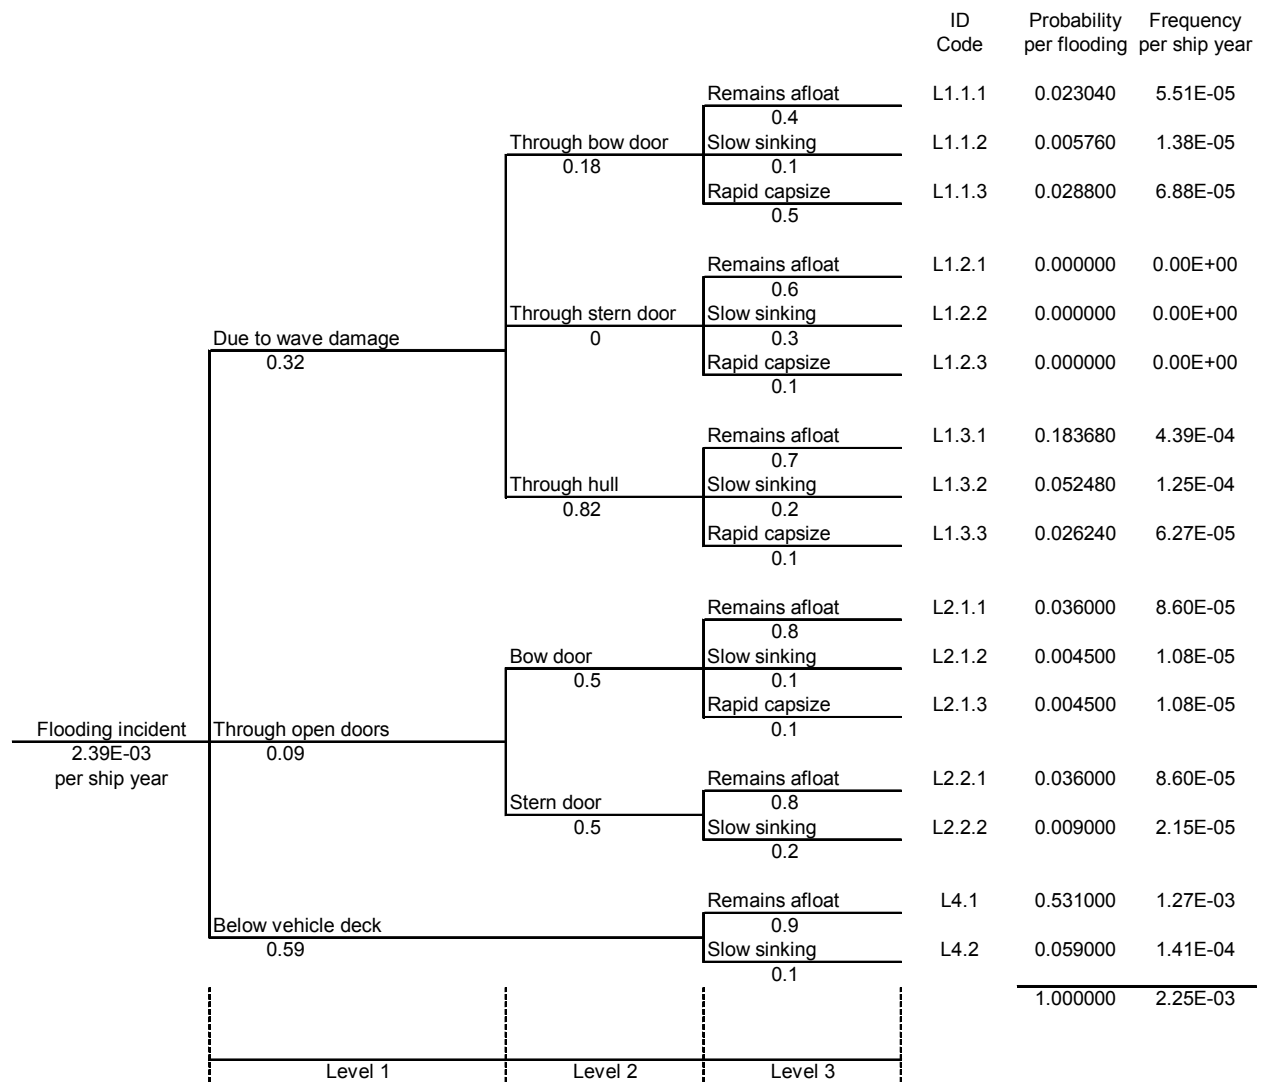 ID Probability Frequency
Code per flooding per ship year
Remains afloat L1.1.1 0.023040 5.51E-05
0.4
Through bow door Slow sinking L1.1.2 0.005760 1.38E-05
0.18 0.1
Rapid capsize L1.1.3 0.028800 6.88E-05
0.5
Remains afloat L1.2.1 0.000000 0.00E+00
0.6
Through stern door Slow sinking L1.2.2 0.000000 0.00E+00
Due to wave damage 0 0.3
0.32 Rapid capsize L1.2.3 0.000000 0.00E+00
0.1
Remains afloat L1.3.1 0.183680 4.39E-04
0.7
Through hull Slow sinking L1.3.2 0.052480 1.25E-04
0.82 0.2
Rapid capsize L1.3.3 0.026240 6.27E-05
0.1
Remains afloat L2.1.1 0.036000 8.60E-05
0.8
Bow door Slow sinking L2.1.2 0.004500 1.08E-05
0.5 0.1
Rapid capsize L2.1.3 0.004500 1.08E-05
Flooding incident Through open doors 0.1
2.39E-03 0.09
per ship year Remains afloat L2.2.1 0.036000 8.60E-05
Stern door 0.8
0.5 Slow sinking L2.2.2 0.009000 2.15E-05
0.2
Remains afloat L4.1 0.531000 1.27E-03
Below vehicle deck 0.9
0.59 Slow sinking L4.2 0.059000 1.41E-04
0.1
1.000000 2.25E-03
Level 1 Level 2 Level 3